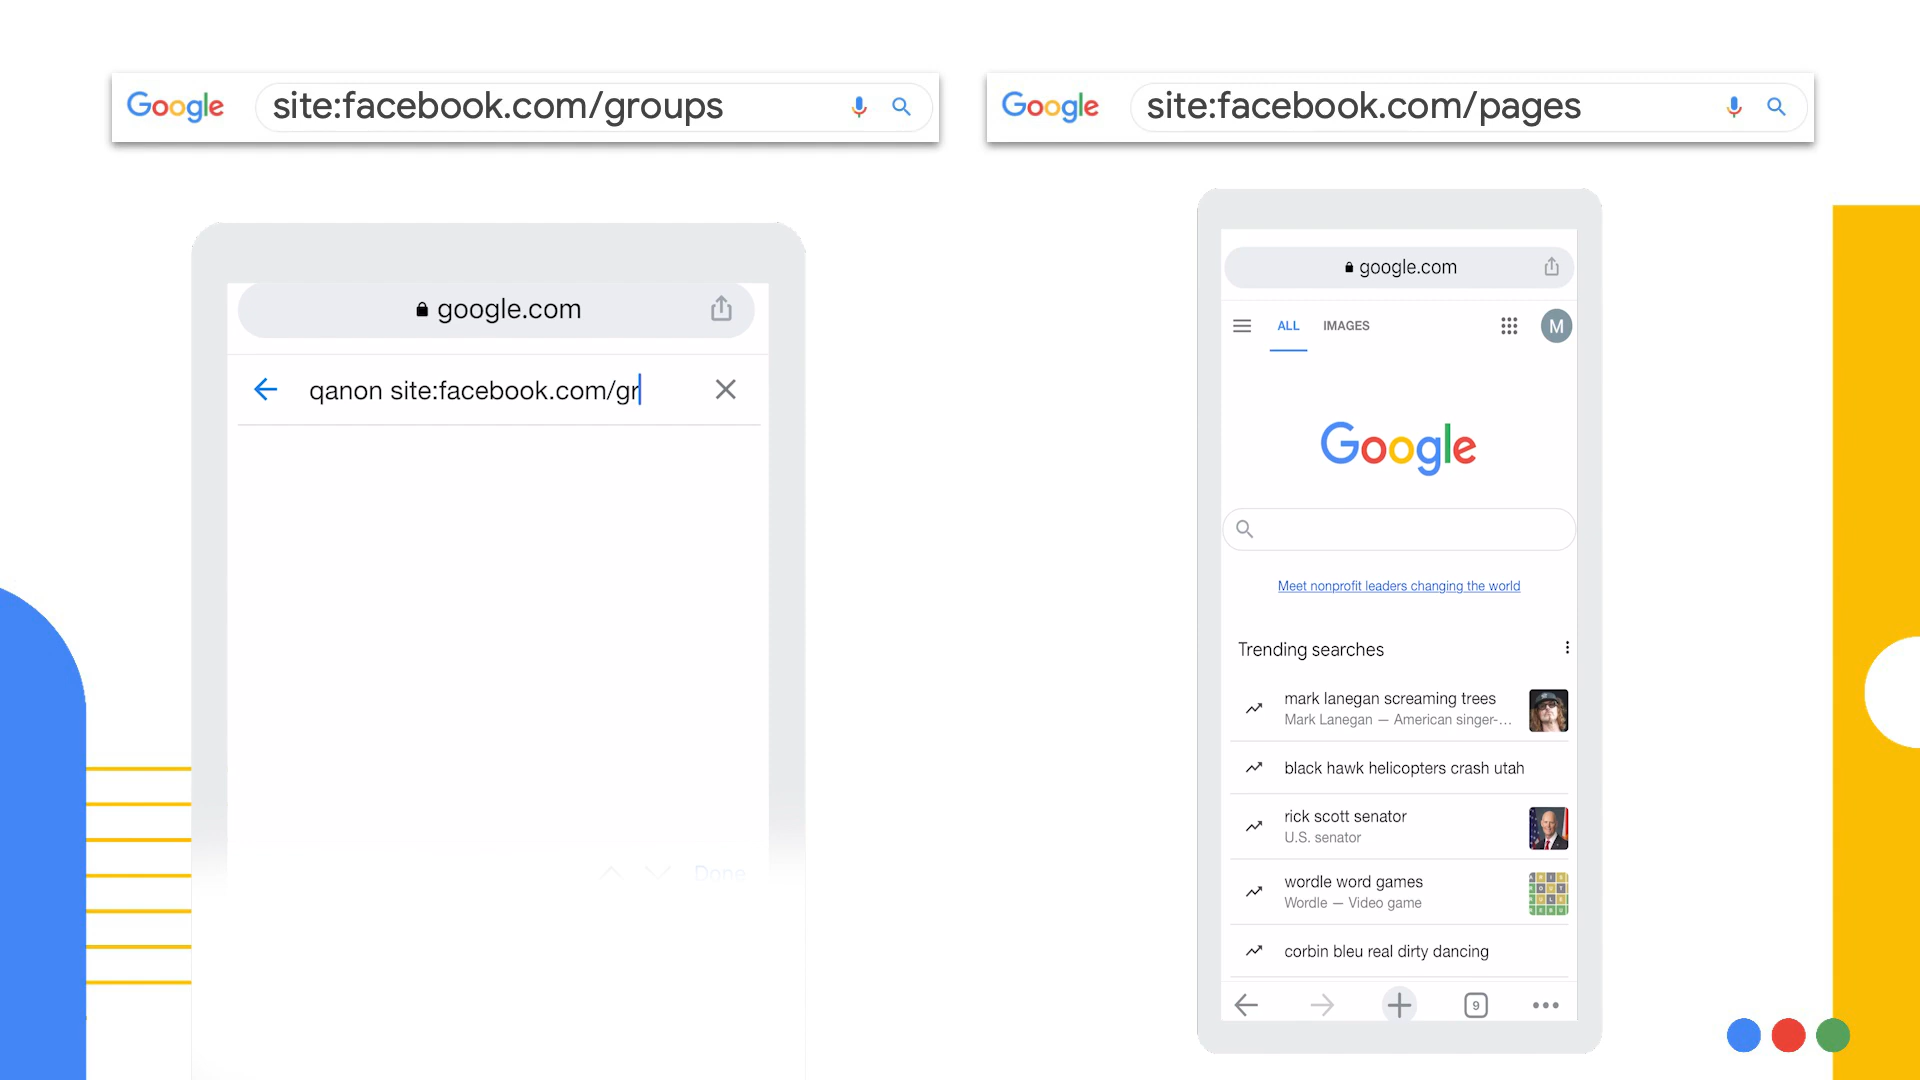 Google site:facebook.com/groups
Google site:facebook.com/pages
google.com
qanon site:facebook.com/gr
Done
google.com
ALL IMAGES
M
Google
Meet nonprofit leaders changing the world
Trending searches
mark lanegan screaming trees
Mark Lanegan — American singer-...
black hawk helicopters crash utah
rick scott senator
U.S. senator
wordle word games
Wordle — Video game
corbin bleu real dirty dancing
9